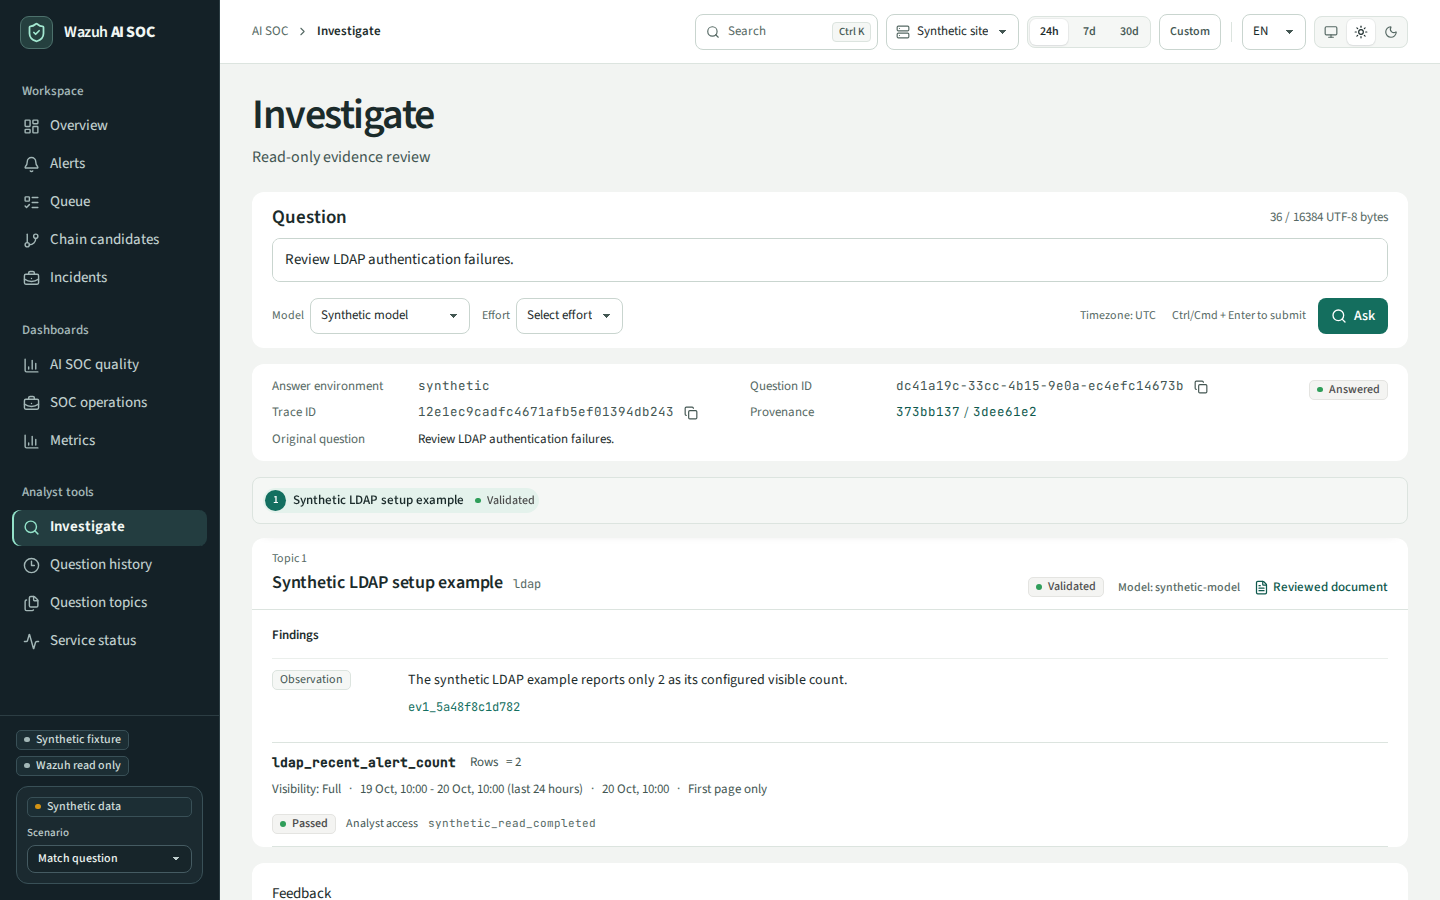 Wazuh AI SOC
Workspace
Overview
Alerts
Queue
Chain candidates
Incidents
Dashboards
AI SOC quality
SOC operations
Metrics
Analyst tools
Investigate
Question history
Question topics
Service status
Synthetic fixture
Wazuh read only
Synthetic data
Scenario
Match question
AI SOC > Investigate
Search Ctrl K
Synthetic site
24h 7d 30d
Custom
EN
Investigate
Read-only evidence review
Question 36 / 16384 UTF-8 bytes
Review LDAP authentication failures.
Model Synthetic model Effort Select effort Timezone: UTC Ctrl/Cmd + Enter to submit Ask
Answer environment synthetic Question ID dc41a19c-33cc-4b15-9e0a-ec4efc14673b Answered
Trace ID 12e1ec9cadfc4671afb5ef01394db243 Provenance 373bb137 / 3dee61e2
Original question Review LDAP authentication failures.
1 Synthetic LDAP setup example Validated
Topic 1
Synthetic LDAP setup example ldap Validated Model: synthetic-model Reviewed document
Findings
Observation The synthetic LDAP example reports only 2 as its configured visible count.
ev1_5a48f8c1d782
ldap_recent_alert_count Rows = 2
Visibility: Full · 19 Oct, 10:00 - 20 Oct, 10:00 (last 24 hours) · 20 Oct, 10:00 · First page only
Passed Analyst access synthetic_read_completed
Feedback